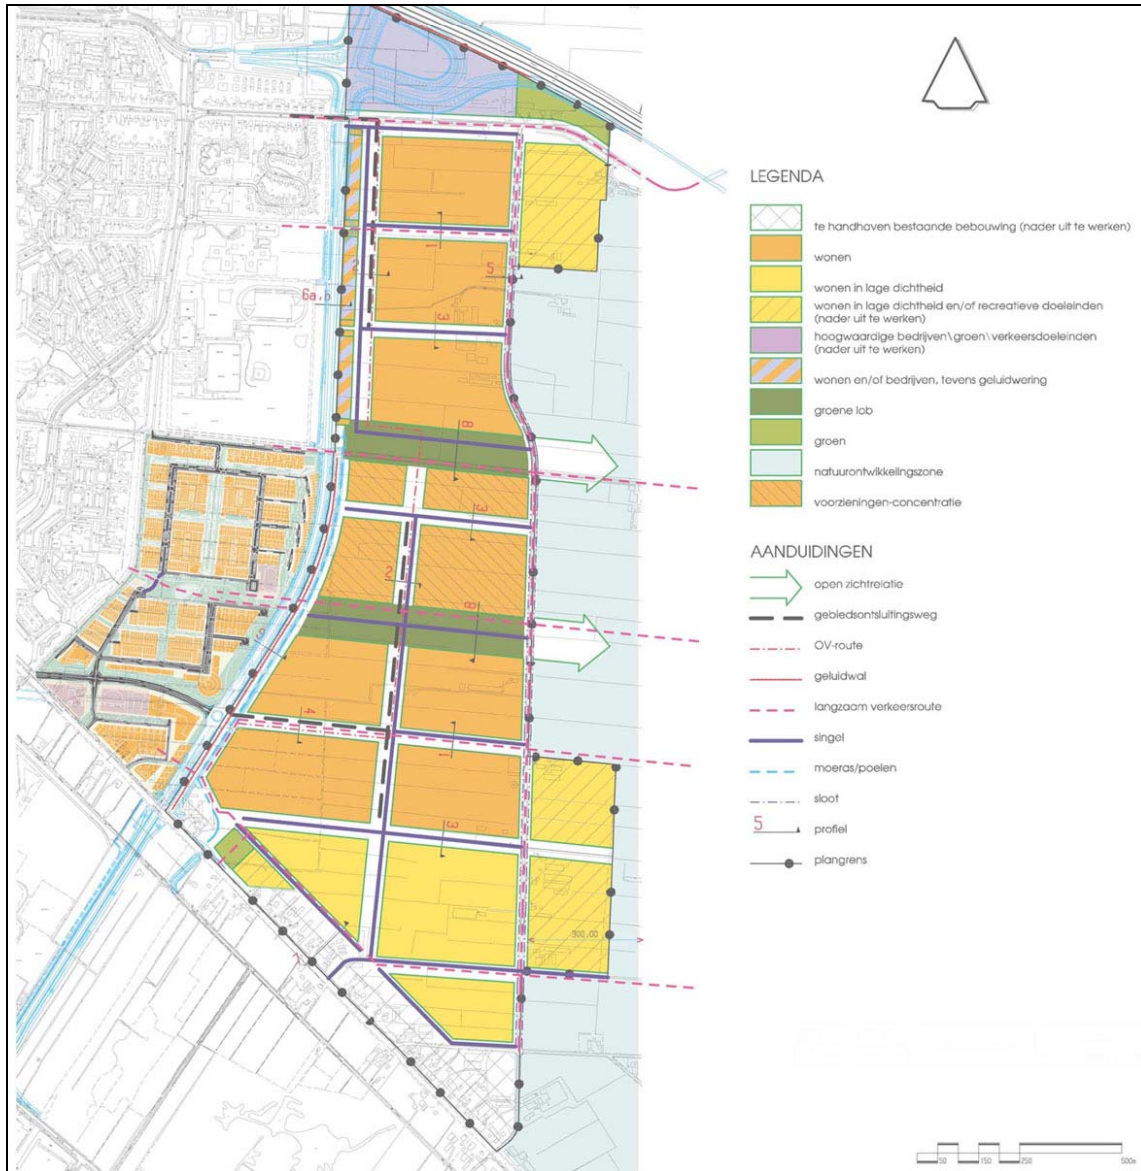 LEGENDA
te handhaven bestaande bebouwing (nader uit te werken)
wonen
wonen in lage dichtheid
wonen in lage dichtheid en/of recreatieve doeleinden
(nader uit te werken)
hoogwaardige bedrijven\groen\verkeersdoeleinden
(nader uit te werken)
wonen en/of bedrijven, tevens geluidwering
groene lob
groen
natuurontwikkelingszone
voorzieningen-concentratie
AANDUIDINGEN
open zichtrelatie
gebiedsontsluitingsweg
OV-route
geluidwal
langzaam verkeersroute
singel
moeras/poelen
sloot
5 profiel
plangrens
1
2
5
6a,b
3
8
3
2
8
4
1
3
300.00
50 150 250 500m